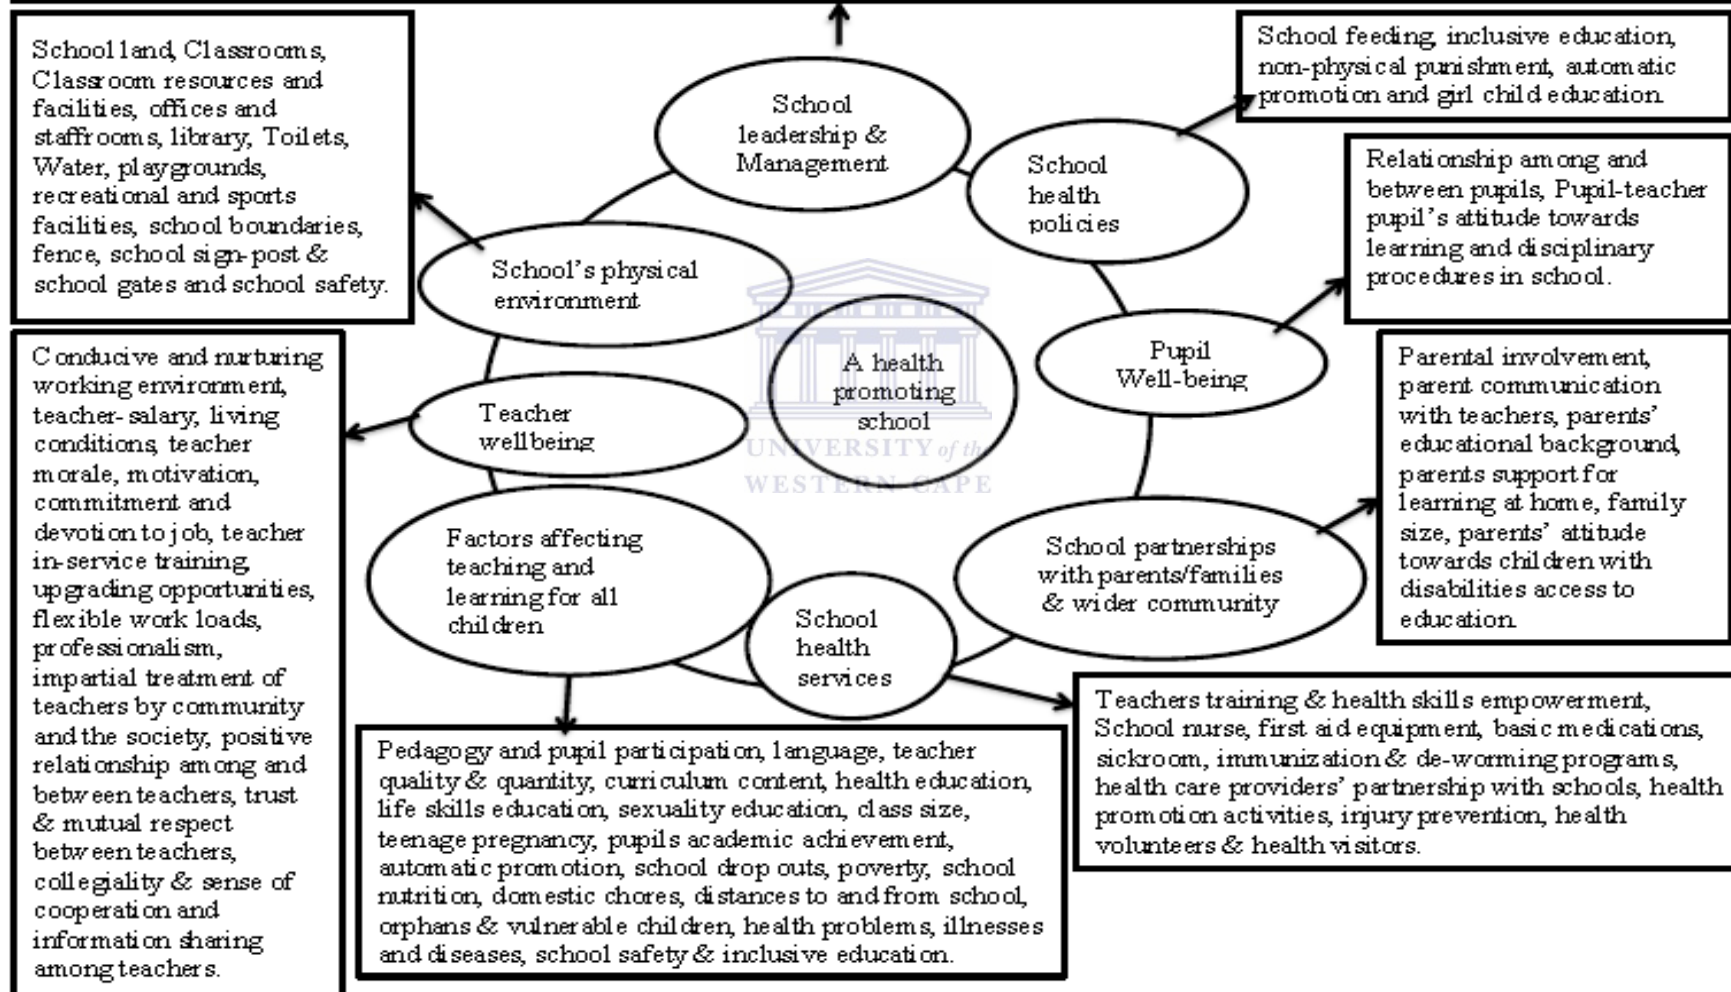 School land, Classrooms,
Classroom resources and
facilities, offices and
staffrooms, library, Toilets,
Water, playgrounds,
recreational and sports
facilities, school boundaries,
fence, school sign-post &
school gates and school safety.
School
leadership &
Management
School feeding, inclusive education,
non-physical punishment, automatic
promotion and girl child education.
School
health
policies
Relationship among and
between pupils, Pupil-teacher
pupil's attitude towards
learning and disciplinary
procedures in school.
School's physical
environment
A health
promoting
school
UNIVERSITY of the
WESTERN CAPE
Pupil
Well-being
Conducive and nurturing
working environment,
teacher-salary, living
conditions, teacher
morale, motivation,
commitment and
devotion to job, teacher
in-service training,
upgrading opportunities,
flexible work loads,
professionalism,
impartial treatment of
teachers by community
and the society, positive
relationship among and
between teachers, trust
& mutual respect
between teachers,
collegiality & sense of
cooperation and
information sharing
among teachers.
Teacher
wellbeing
Parental involvement,
parent communication
with teachers, parents'
educational background,
parents support for
learning at home, family
size, parents' attitude
towards children with
disabilities access to
education.
Factors affecting
teaching and
learning for all
children
School
health
services
School partnerships
with parents/families
& wider community
Teachers training & health skills empowerment,
School nurse, first aid equipment, basic medications,
sickroom, immunization & de-worming programs,
health care providers' partnership with schools, health
promotion activities, injury prevention, health
volunteers & health visitors.
Pedagogy and pupil participation, language, teacher
quality & quantity, curriculum content, health education,
life skills education, sexuality education, class size,
teenage pregnancy, pupils academic achievement,
automatic promotion, school drop outs, poverty, school
nutrition, domestic chores, distances to and from school,
orphans & vulnerable children, health problems, illnesses
and diseases, school safety & inclusive education.